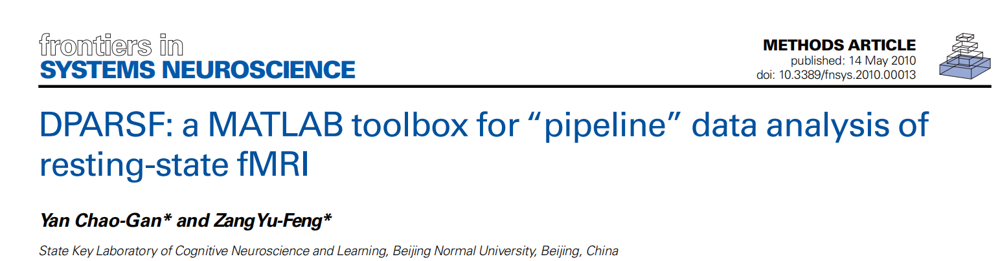 frontiers in
SYSTEMS NEUROSCIENCE
METHODS ARTICLE
published: 14 May 2010
doi: 10.3389/fnsys.2010.00013
DPARSF: a MATLAB toolbox for “pipeline” data analysis of
resting-state fMRI
Yan Chao-Gan* and Zang Yu-Feng*
State Key Laboratory of Cognitive Neuroscience and Learning, Beijing Normal University, Beijing, China